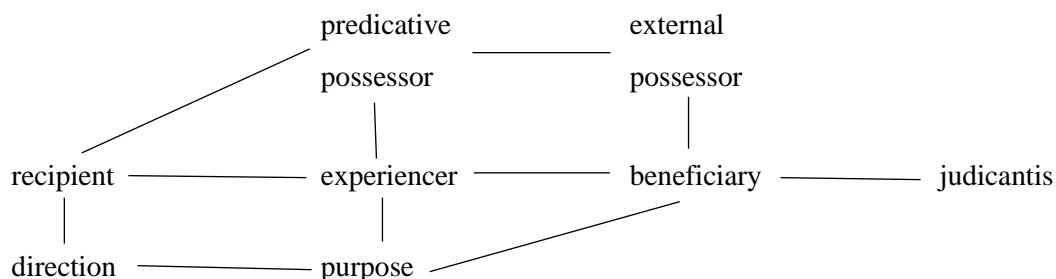 predicative external
possessor possessor
recipient experiencer beneficiary judicantis
direction purpose